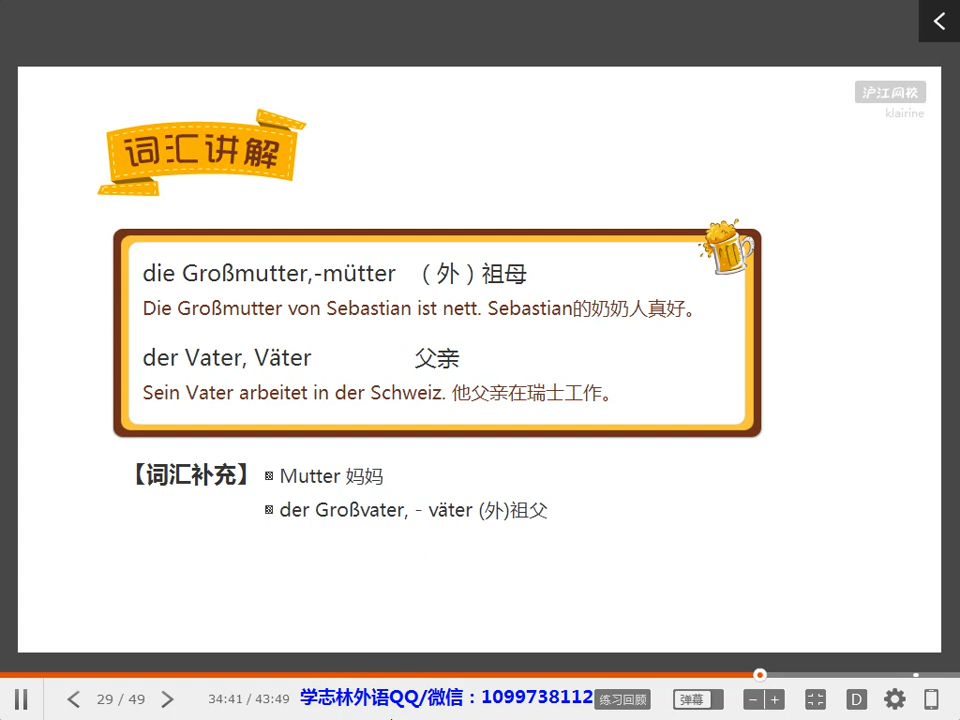 沪江网校
klairine
词汇讲解
die Großmutter,-mütter （外）祖母
Die Großmutter von Sebastian ist nett. Sebastian的奶奶人真好。
der Vater, Väter 父亲
Sein Vater arbeitet in der Schweiz. 他父亲在瑞士工作。
【词汇补充】 Mutter 妈妈
der Großvater, - väter (外)祖父
29 / 49 34:41 / 43:49 学志林外语QQ/微信：1099738112 练习回顾 弹幕 − + D